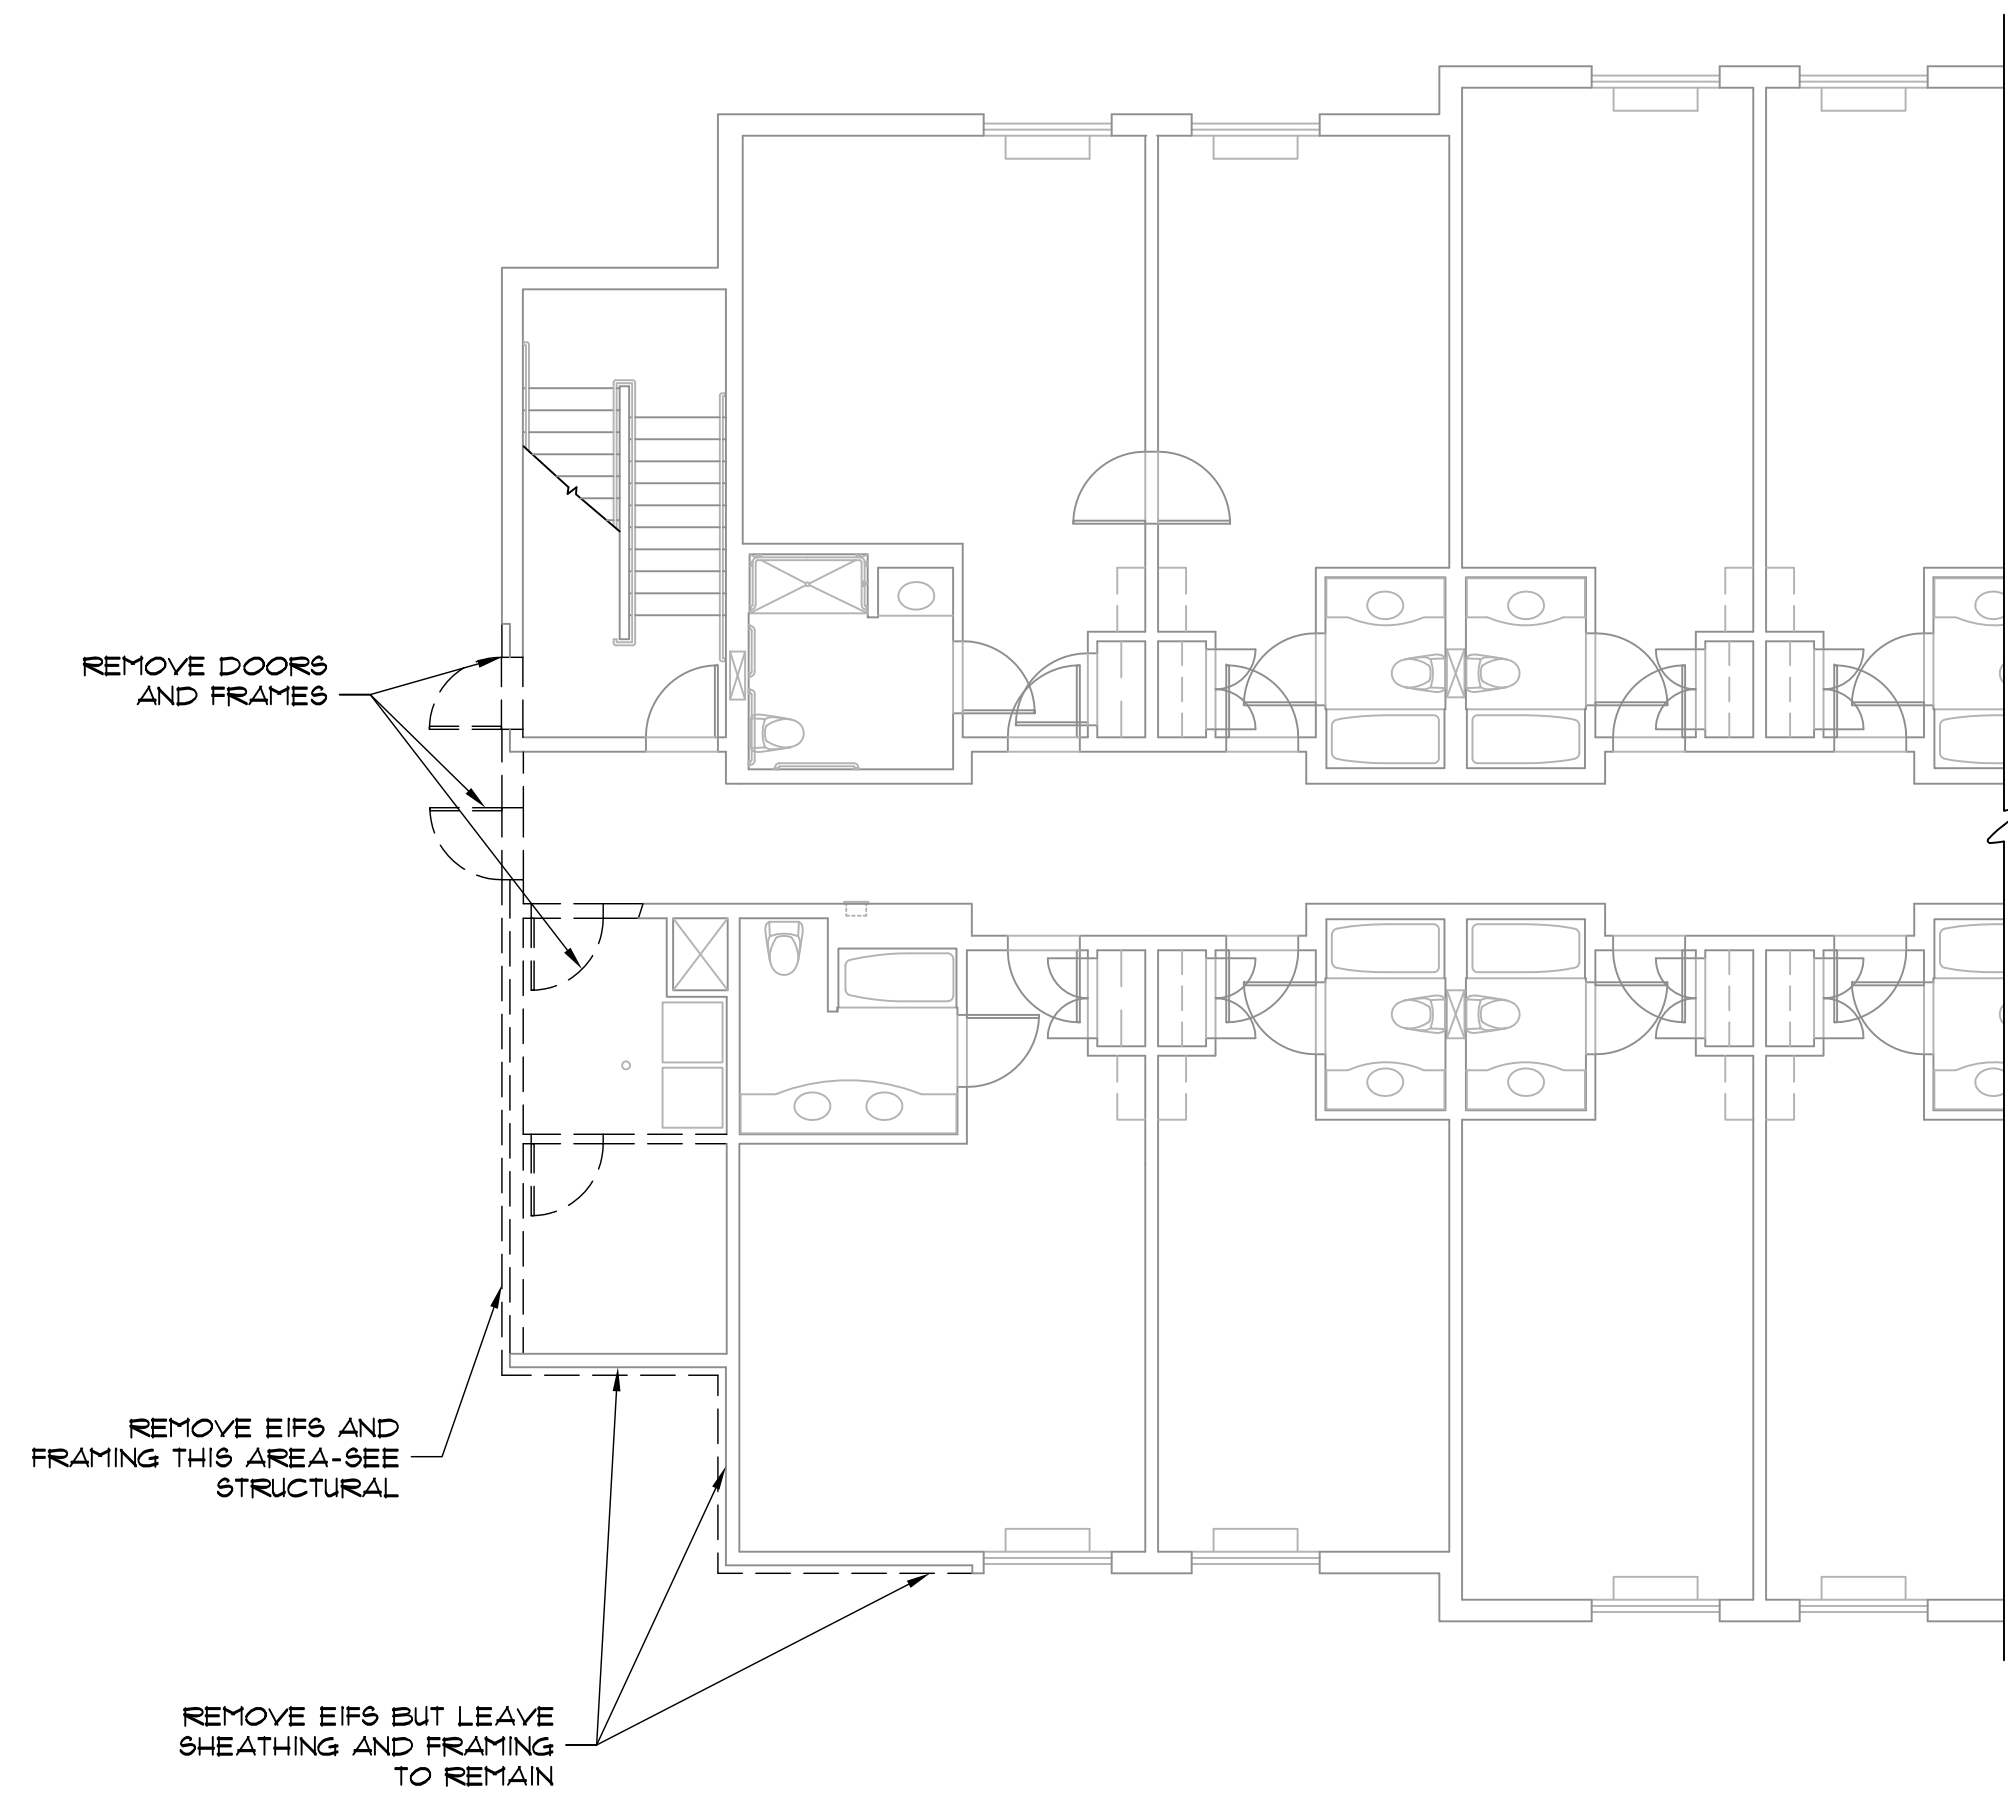 REMOVE DOORS
AND FRAMES
REMOVE EIFS AND
FRAMING THIS AREA-SEE
STRUCTURAL
REMOVE EIFS BUT LEAVE
SHEATHING AND FRAMING
TO REMAIN